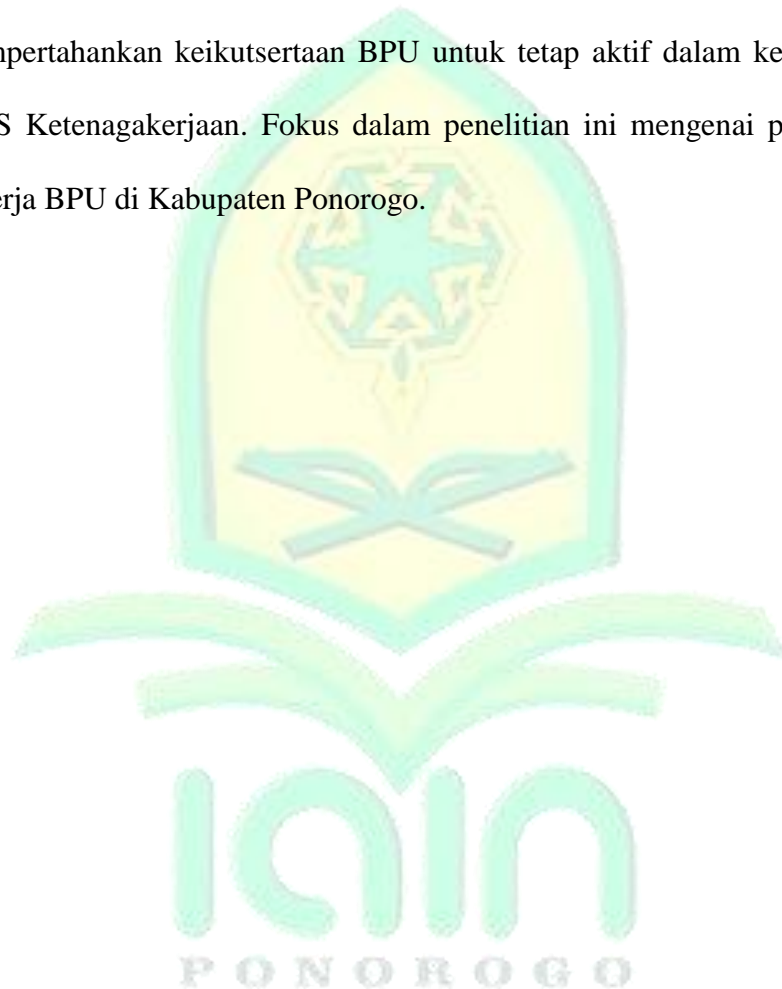 npertahankan keikutsertaan BPU untuk tetap aktif dalam ke
S Ketenagakerjaan. Fokus dalam penelitian ini mengenai p
erja BPU di Kabupaten Ponorogo.
iain
PONOROGO